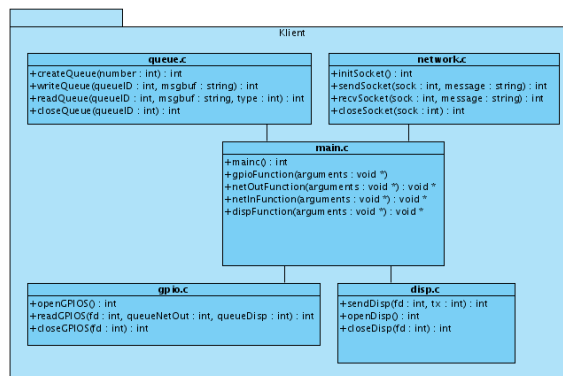 Klient
queue.c
+createQueue(number : int) : int
+writeQueue(queueID : int, msgbuf : string) : int
+readQueue(queueID : int, msgbuf : string, type : int) : int
+closeQueue(queueID : int) : int
network.c
+initSocket() : int
+sendSocket(sock : int, message : string) : int
+recvSocket(sock : int, message : string) : int
+closeSocket(sock : int) : int
main.c
+mainc() : int
+gpioFunction(arguments : void *)
+netOutFunction(arguments : void *) : void *
+netInFunction(arguments : void *) : void *
+dispFunction(arguments : void *) : void *
gpio.c
+openGPIOS() : int
+readGPIOS(fd : int, queueNetOut : int, queueDisp : int) : int
+closeGPIOS(fd : int) : int
disp.c
+sendDisp(fd : int, tx : int) : int
+openDisp() : int
+closeDisp(fd : int) : int